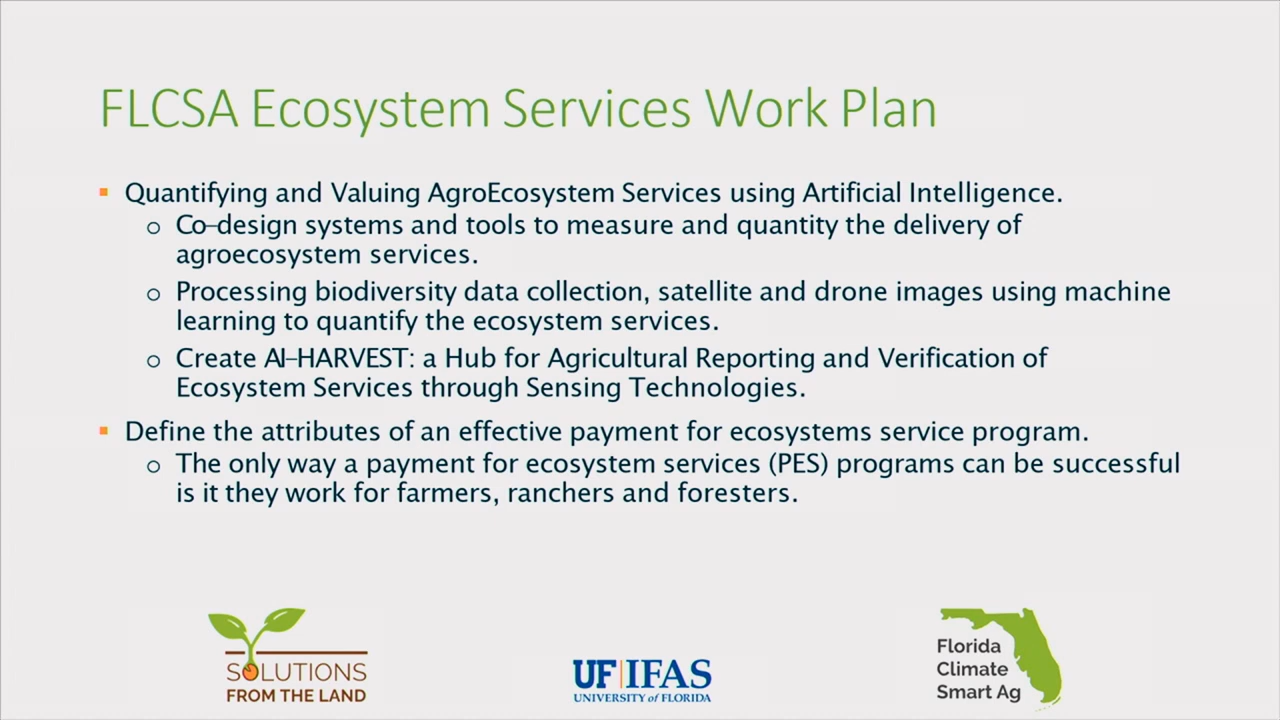 FLCSA Ecosystem Services Work Plan
▪ Quantifying and Valuing AgroEcosystem Services using Artificial Intelligence.
o Co–design systems and tools to measure and quantity the delivery of
agroecosystem services.
o Processing biodiversity data collection, satellite and drone images using machine
learning to quantify the ecosystem services.
o Create AI–HARVEST: a Hub for Agricultural Reporting and Verification of
Ecosystem Services through Sensing Technologies.
▪ Define the attributes of an effective payment for ecosystems service program.
o The only way a payment for ecosystem services (PES) programs can be successful
is it they work for farmers, ranchers and foresters.
SOLUTIONS
FROM THE LAND
UF|IFAS
UNIVERSITY of FLORIDA
Florida
Climate
Smart Ag